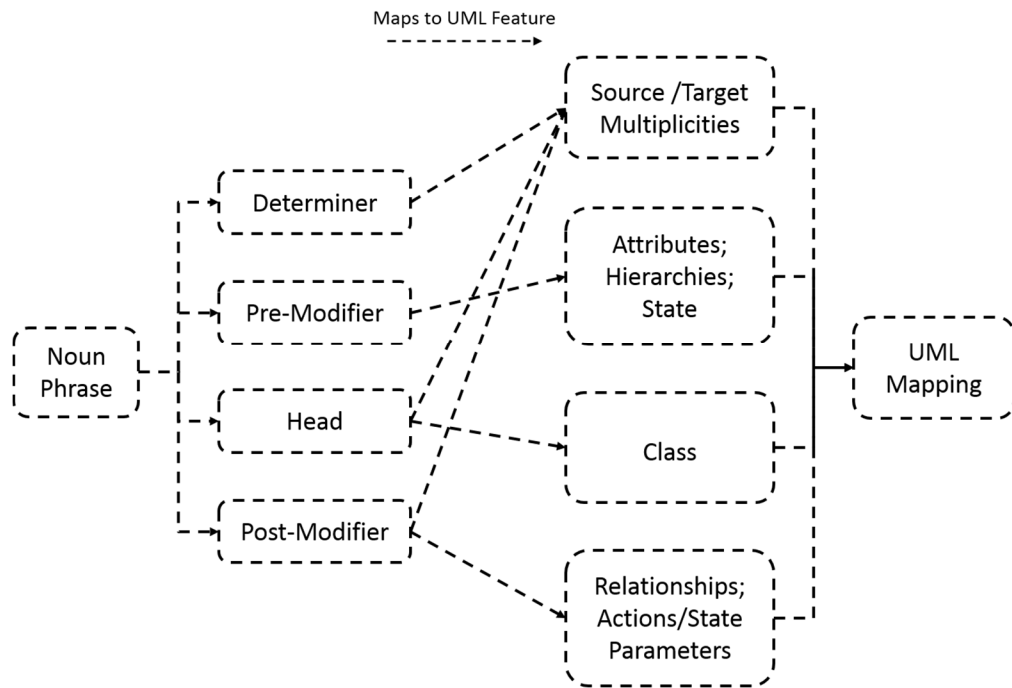 Maps to UML Feature
Source /Target
Multiplicities
Determiner
Attributes;
Hierarchies;
State
Pre-Modifier
Noun
Phrase
UML
Mapping
Head
Class
Post-Modifier
Relationships;
Actions/State
Parameters